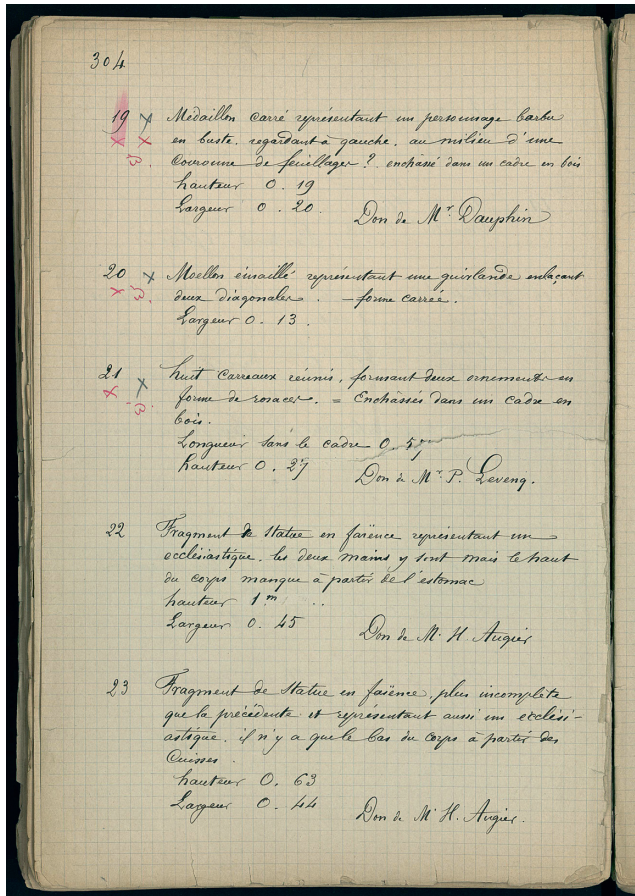 304
19 Médaillon carré représentant un personnage barbu
en buste. regardant à gauche. au milieu d'une
Couronne de feuillages ? enchassé dans un cadre en bois
hauteur 0. 19
Largeur 0. 20.
Don de Mr. Dauphin
20 Moellon émaillé représentant une guirlande enlaçant
deux diagonales. – forme carrée.
Largeur 0. 13.
21 huit carreaux réunis, formant deux ornements en
forme de rosaces. = Enchâssés dans un cadre en
bois.
Longueur sans le cadre 0. 57
hauteur 0. 27
Don de Mr. P. Levenq.
22 Fragment de Statue en faïence représentant un
ecclésiastique. les deux mains y sont mais le haut
du corps manque à partir de l'estomac
hauteur 1 m
Largeur 0. 45
Don de M. H. Augier
23 Fragment de Statue en faïence, plus incomplète
que la précédente et représentant aussi un ecclési-
astique. il n'y a que le bas du corps à partir des
Cuisses.
hauteur 0. 63
Largeur 0. 44
Don de M. H. Augier.